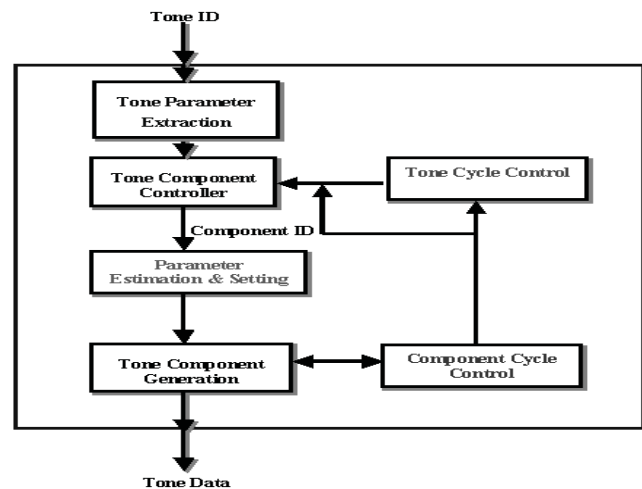 Tone ID
Tone Parameter
Extraction
Tone Component
Controller
Tone Cycle Control
Component ID
Parameter
Estimation & Setting
Tone Component
Generation
Component Cycle
Control
Tone Data